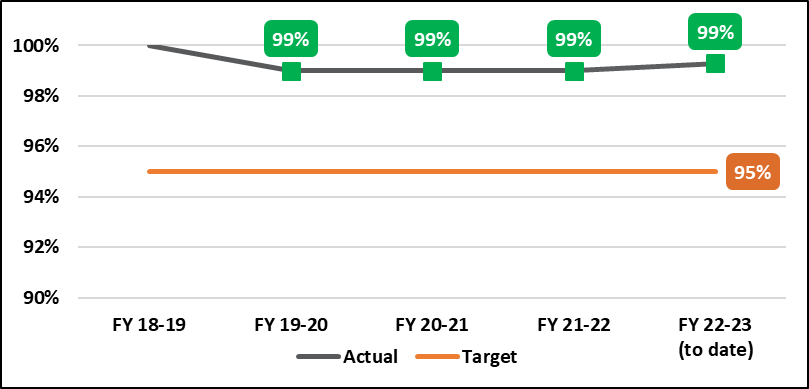 99%
99%
99%
99%
100%
98%
96%
95%
94%
92%
90%
FY 18-19
FY 19-20
FY 20-21
FY 21-22
FY 22-23
(to date)
Actual
Target